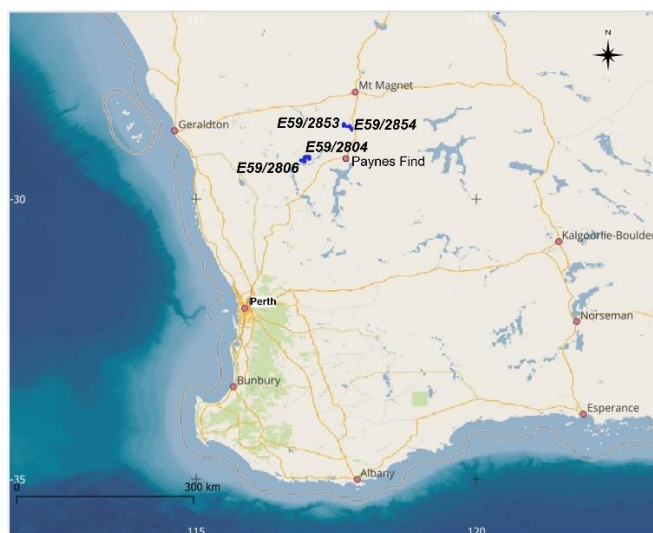 115
120
N
Mt Magnet
E59/2853
E59/2854
Geraldton
E59/2804
E59/2806
Paynes Find
-30
Kalgoorlie-Boulder
Perth
Norseman
Bunbury
Esperance
Albany
-35
0
300 km
115
120